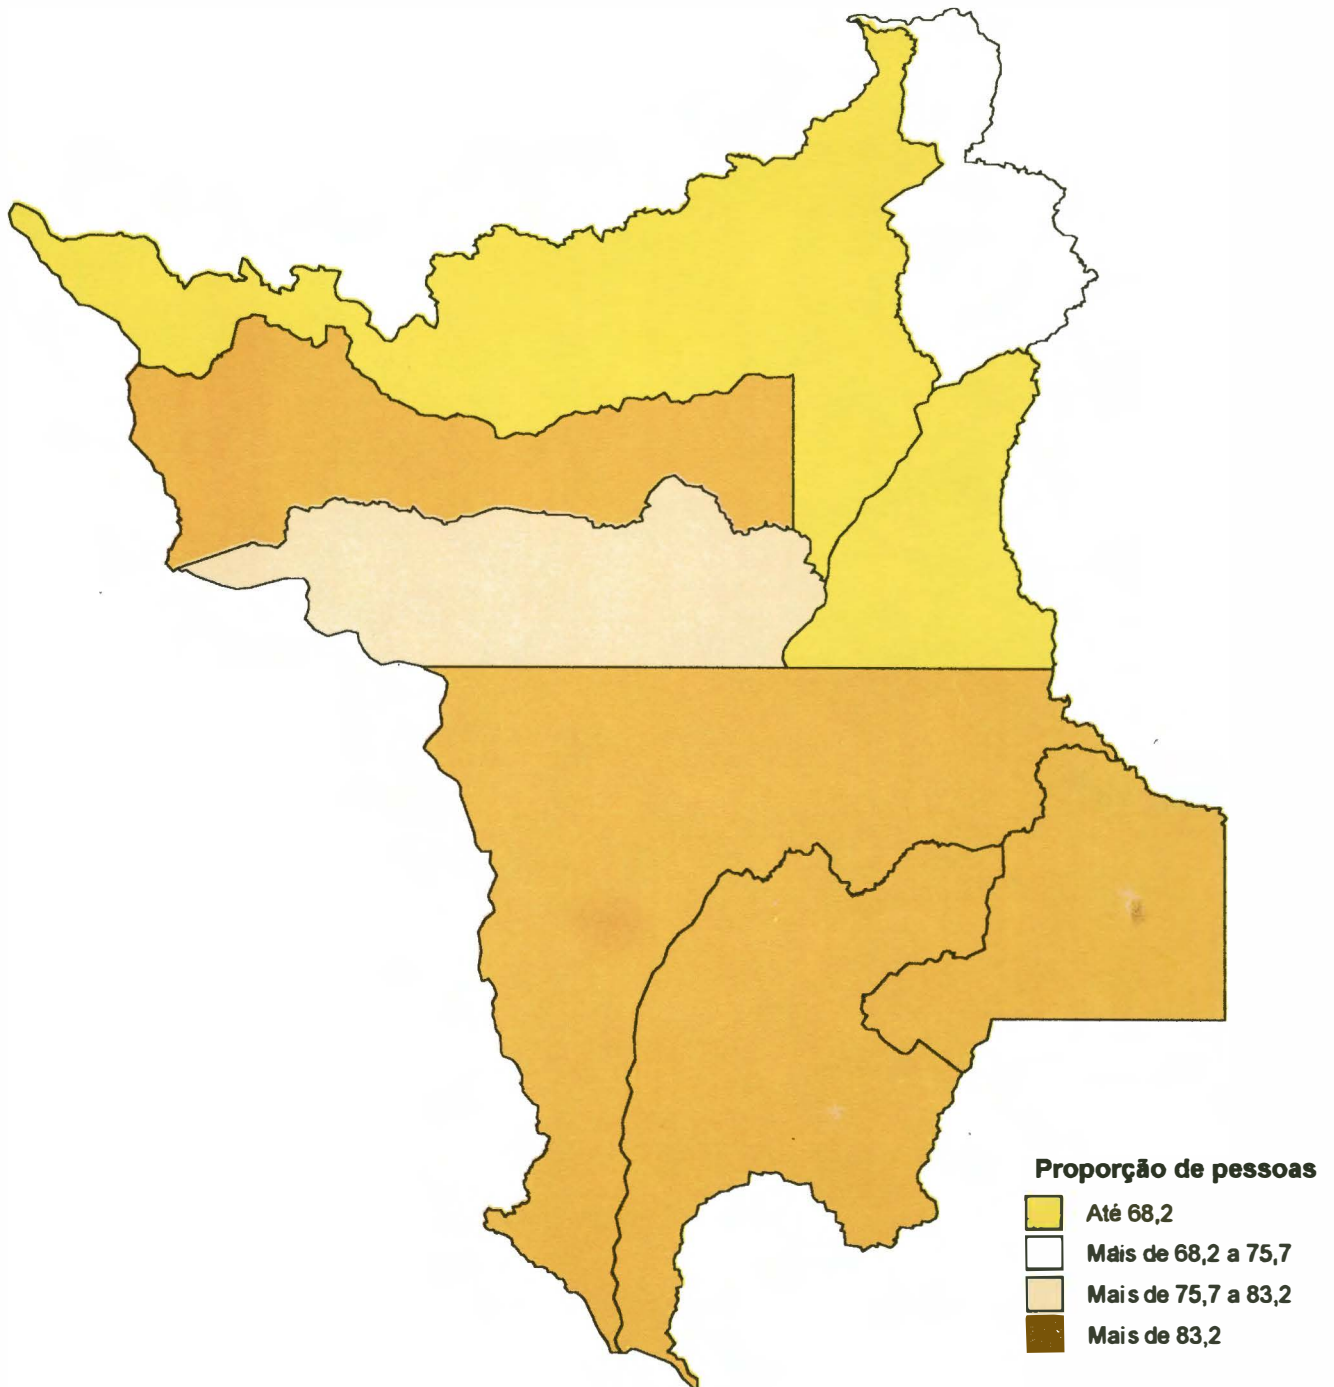 Proporção de pessoas
Até 68,2
Mais de 68,2 a 75,7
Mais de 75,7 a 83,2
Mais de 83,2